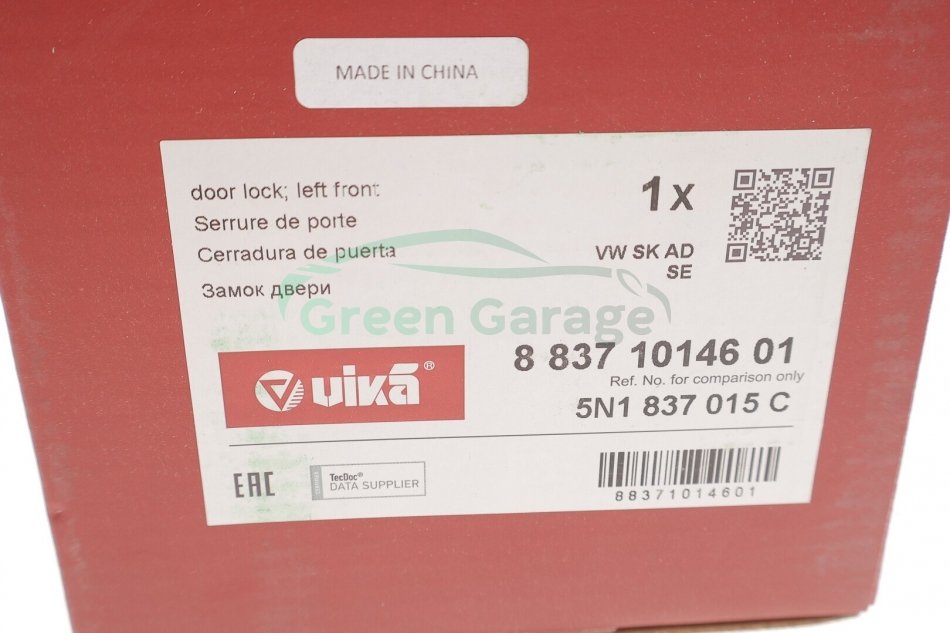 MADE IN CHINA
door lock; left front
Serrure de porte
Cerradura de puerta
Замок двери
1 x
VW SK AD
SE
Green Garage
8 837 10146 01
Ref. No. for comparison only
5N1 837 015 C
vika®
EAC
TecDoc®
DATA SUPPLIER
88371014601